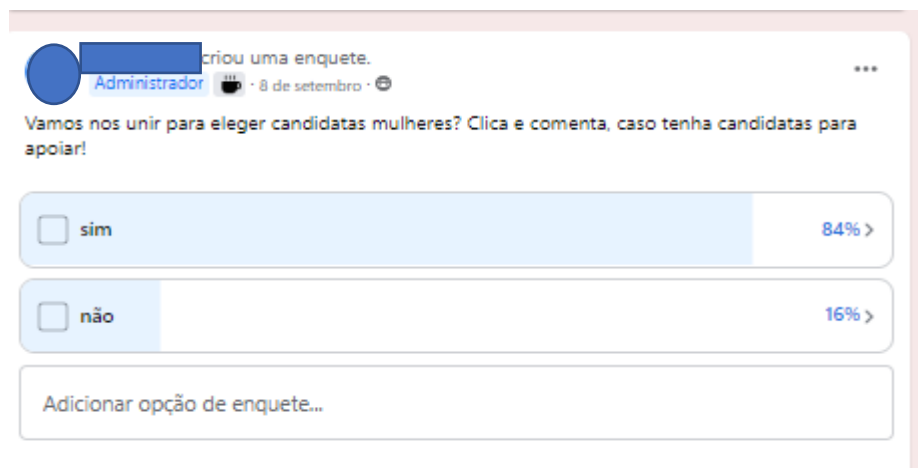 criou uma enquete.
Administrador · 8 de setembro ·
Vamos nos unir para eleger candidatas mulheres? Clica e comenta, caso tenha candidatas para
apoiar!
sim 84%
não 16%
Adicionar opção de enquete...